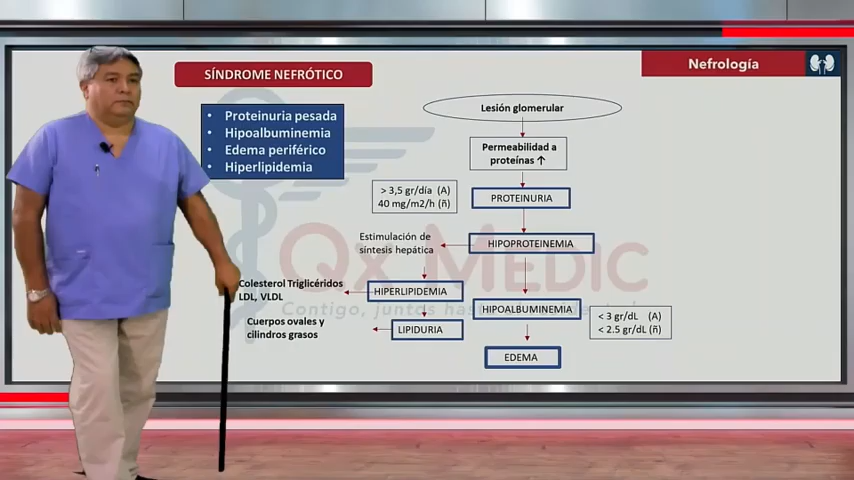 SÍNDROME NEFRÓTICO
Nefrología
• Proteinuria pesada
• Hipoalbuminemia
• Edema periférico
• Hiperlipidemia
Lesión glomerular
Permeabilidad a
proteínas ↑
> 3,5 gr/día (A)
40 mg/m2/h (ñ)
PROTEINURIA
Estimulación de
síntesis hepática
HIPOPROTEINEMIA
Colesterol Triglicéridos
LDL, VLDL
HIPERLIPIDEMIA
HIPOALBUMINEMIA
< 3 gr/dL (A)
< 2.5 gr/dL (ñ)
Cuerpos ovales y
cilindros grasos
LIPIDURIA
EDEMA
Qx MEDIC
Contigo, juntos